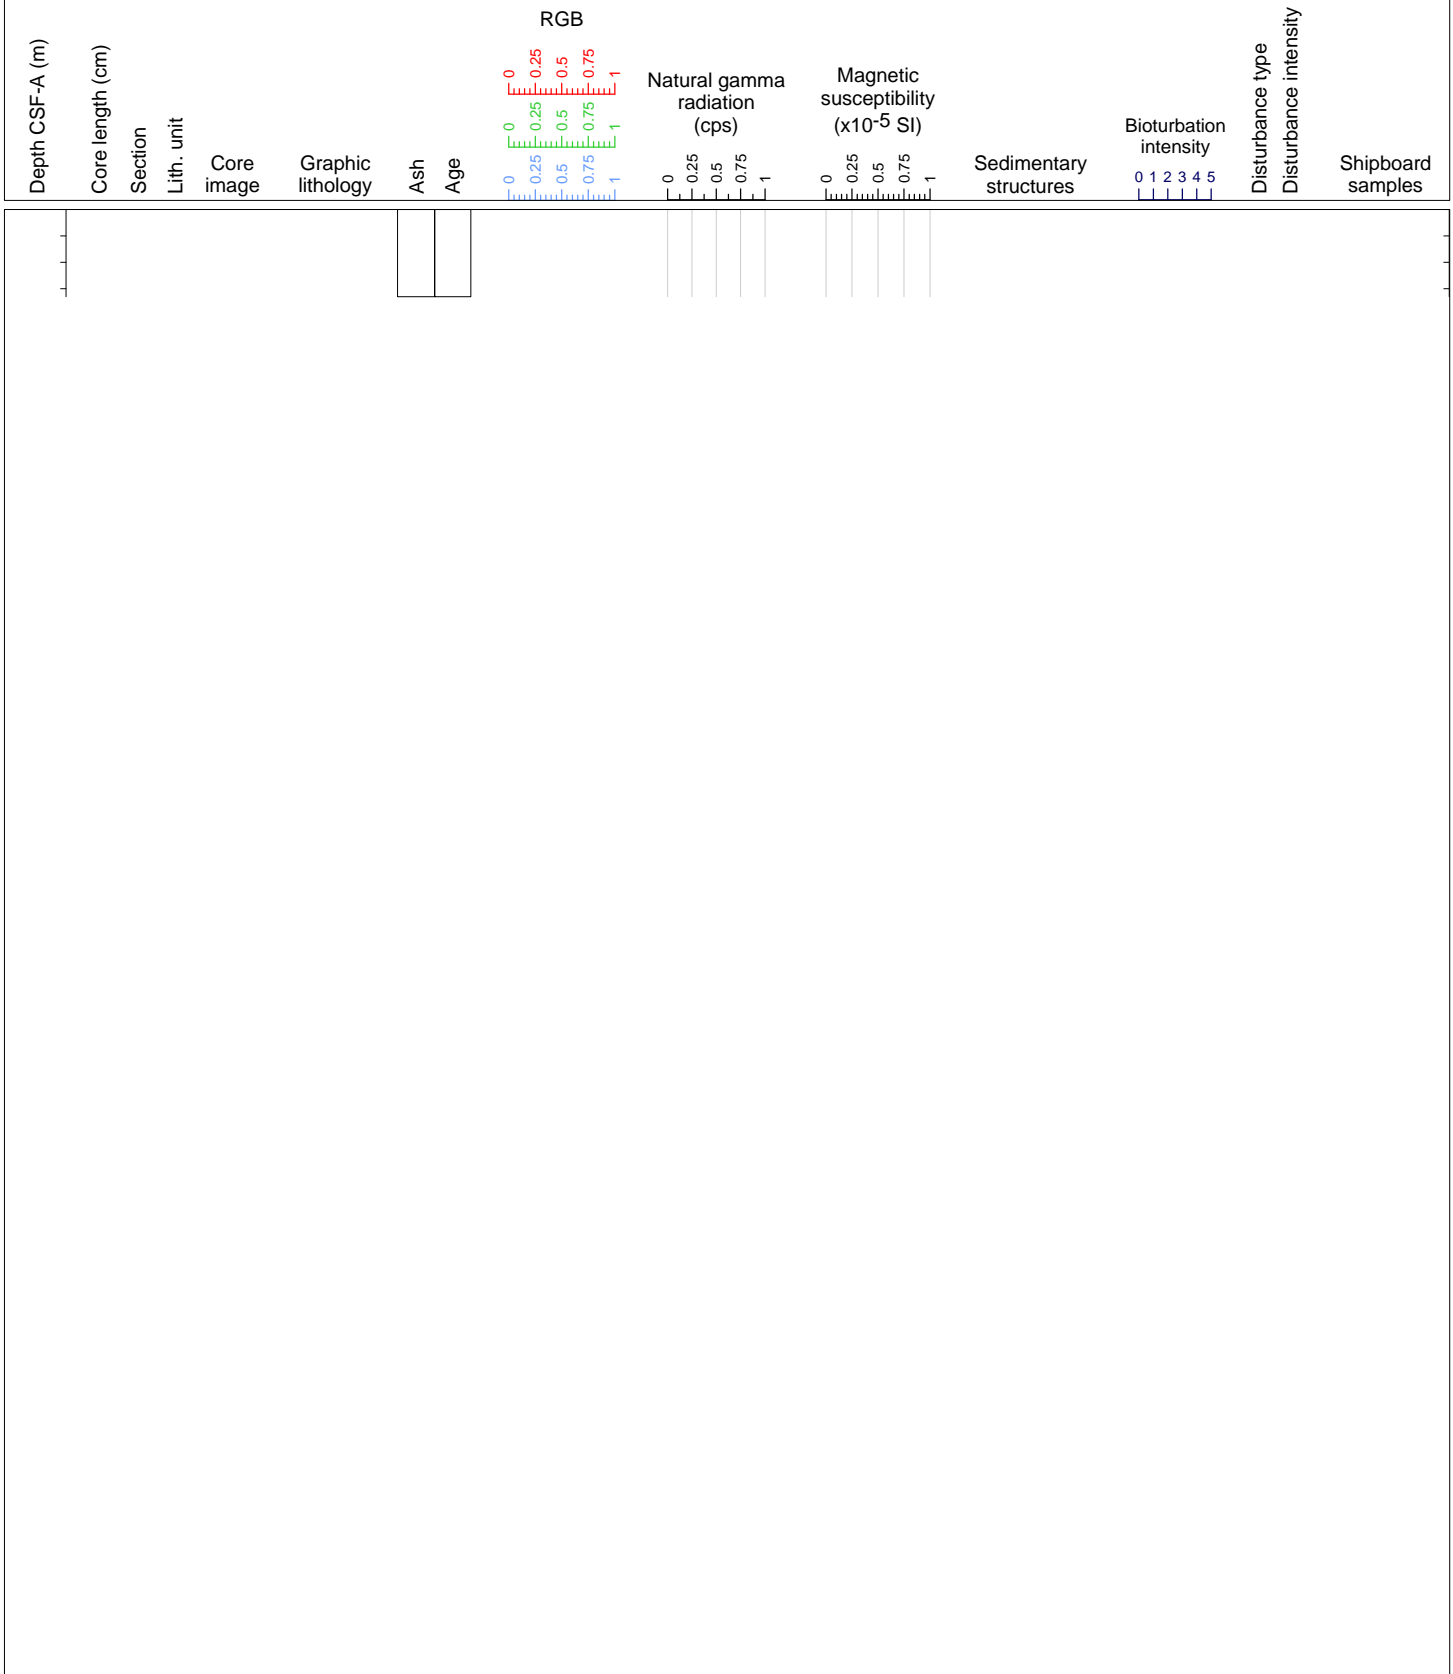 Depth CSF-A (m)
Core length (cm)
Section
Lith. unit
Core
image
Graphic
lithology
Ash
Age
RGB
0 0.25 0.5 0.75 1
0 0.25 0.5 0.75 1
0 0.25 0.5 0.75 1
Natural gamma
radiation
(cps)
0 0.25 0.5 0.75 1
Magnetic
susceptibility
(x10-5 SI)
0 0.25 0.5 0.75 1
Sedimentary
structures
Bioturbation
intensity
0 1 2 3 4 5
Disturbance type
Disturbance intensity
Shipboard
samples